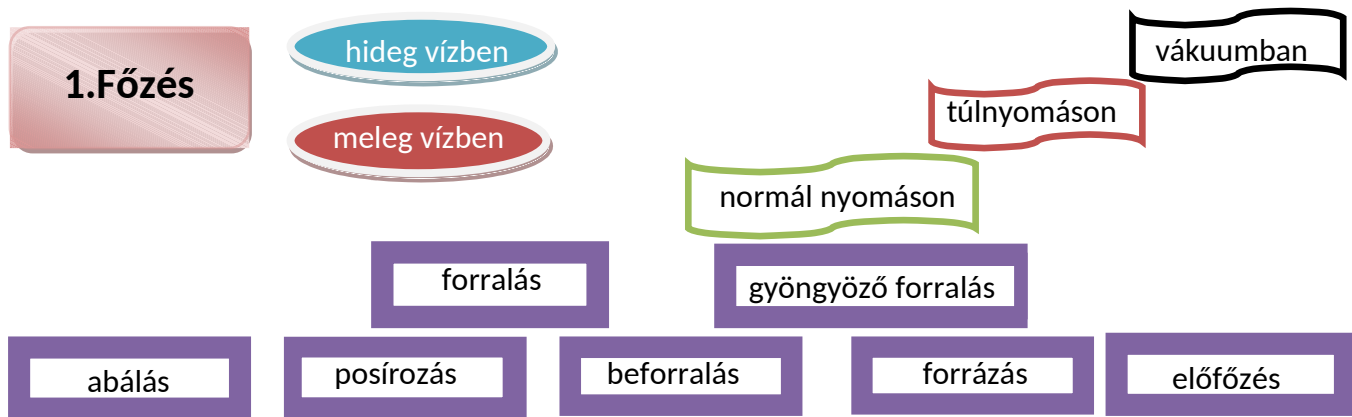 1.Főzés
hideg vízben
meleg vízben
vákuumban
túlnyomáson
normál nyomáson
forralás
gyöngyöző forralás
abálás
posírozás
beforralás
forrázás
előfőzés